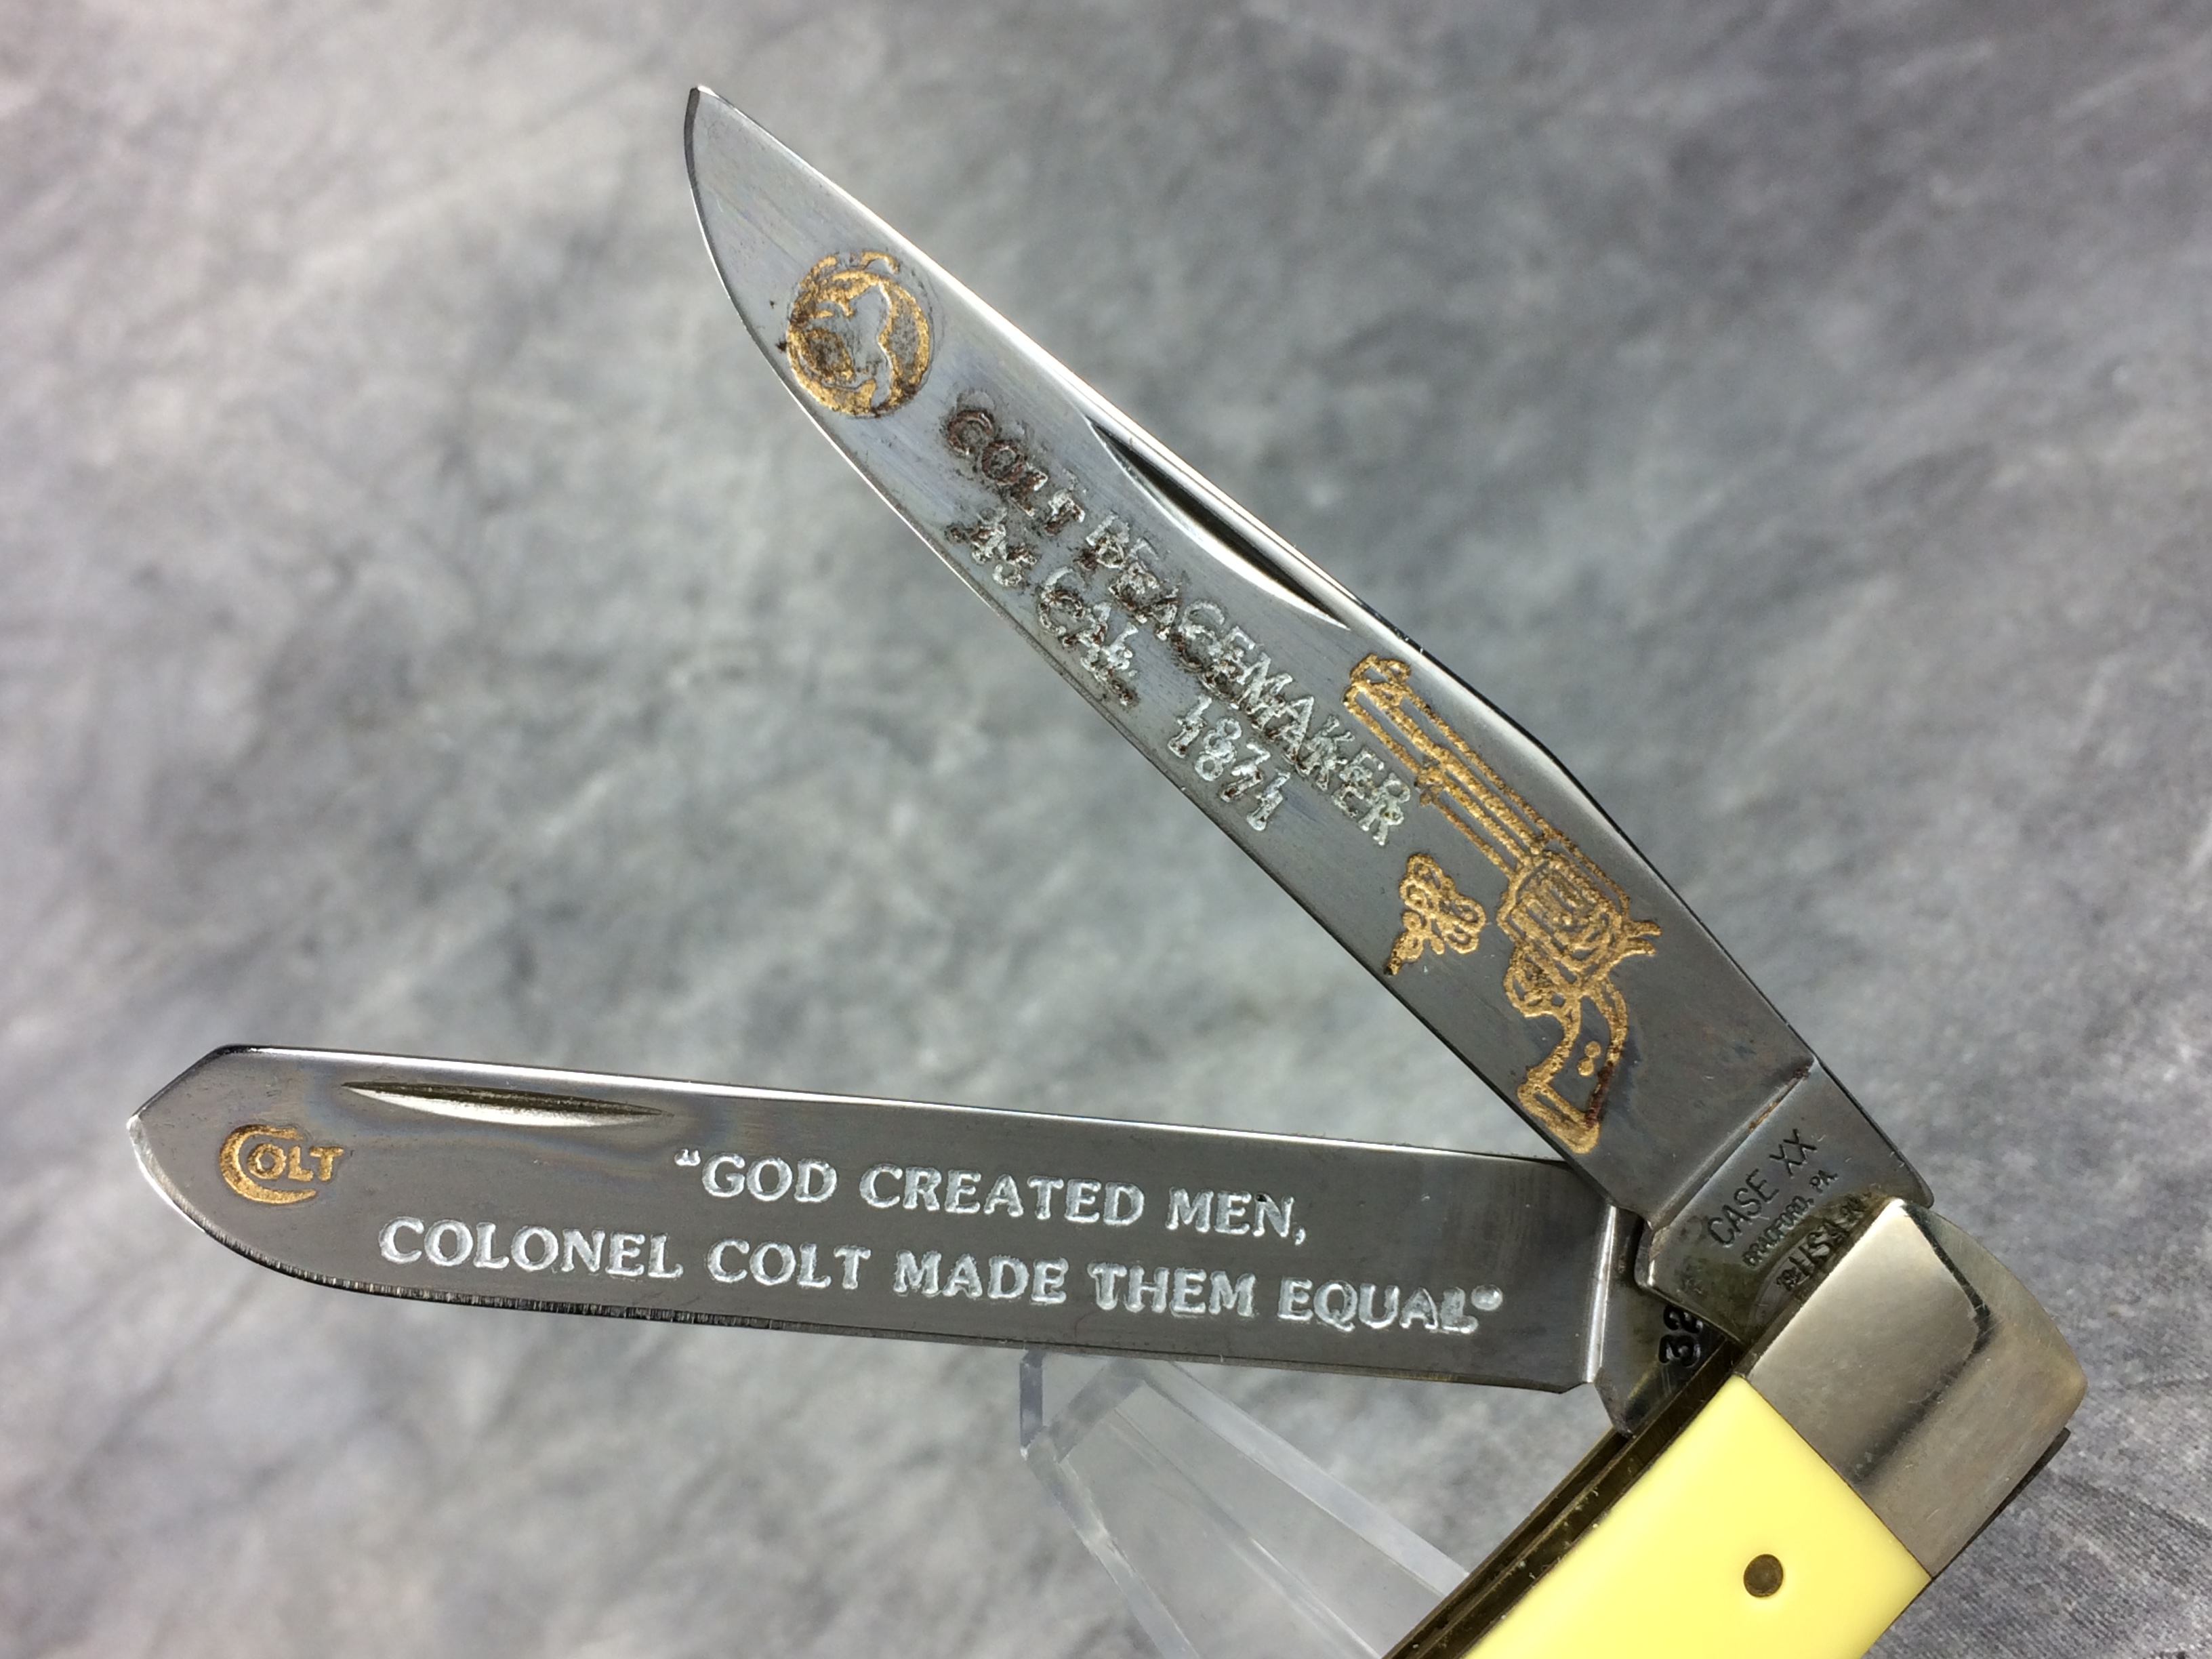 COLT PEACEMAKER
45 CAL 1871
CASE XX
BRADFORD, PA.
USA
COLT
"GOD CREATED MEN,
COLONEL COLT MADE THEM EQUAL"
32